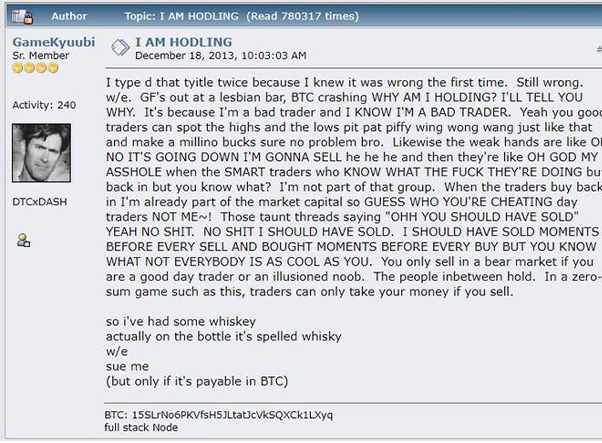 Author Topic: I AM HODLING (Read 780317 times)
GameKyuubi
Sr. Member
Activity: 240
DTCxDASH
I AM HODLING
December 18, 2013, 10:03:03 AM
#
I type d that tyitle twice because I knew it was wrong the first time. Still wrong.
w/e. GF's out at a lesbian bar, BTC crashing WHY AM I HOLDING? I'LL TELL YOU
WHY. It's because I'm a bad trader and I KNOW I'M A BAD TRADER. Yeah you good
traders can spot the highs and the lows pit pat piffy wing wong wang just like that
and make a millino bucks sure no problem bro. Likewise the weak hands are like OH
NO IT'S GOING DOWN I'M GONNA SELL he he he and then they're like OH GOD MY
ASSHOLE when the SMART traders who KNOW WHAT THE FUCK THEY'RE DOING buy
back in but you know what? I'm not part of that group. When the traders buy back
in I'm already part of the market capital so GUESS WHO YOU'RE CHEATING day
traders NOT ME~! Those taunt threads saying "OHH YOU SHOULD HAVE SOLD"
YEAH NO SHIT. NO SHIT I SHOULD HAVE SOLD. I SHOULD HAVE SOLD MOMENTS
BEFORE EVERY SELL AND BOUGHT MOMENTS BEFORE EVERY BUY BUT YOU KNOW
WHAT NOT EVERYBODY IS AS COOL AS YOU. You only sell in a bear market if you
are a good day trader or an illusioned noob. The people inbetween hold. In a zero-
sum game such as this, traders can only take your money if you sell.
so i've had some whiskey
actually on the bottle it's spelled whisky
w/e
sue me
(but only if it's payable in BTC)
BTC: 15SLrNo6PKVfsH5JLtatJcVkSQXCk1LXyq
full stack Node